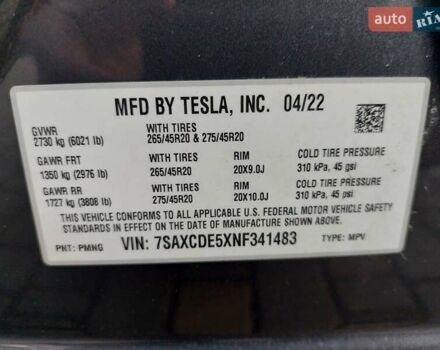 auto RIA
MFD BY TESLA, INC. 04/22
GVWR
2730 kg (6021 lb)
WITH TIRES
265/45R20 & 275/45R20
GAWR FRT
1350 kg (2976 lb)
WITH TIRES
265/45R20
RIM
20X9.0J
COLD TIRE PRESSURE
310 kPa, 45 psi
GAWR RR
1727 kg (3808 lb)
WITH TIRES
275/45R20
RIM
20X10.0J
COLD TIRE PRESSURE
310 kPa, 45 psi
THIS VEHICLE CONFORMS TO ALL APPLICABLE U.S. FEDERAL MOTOR VEHICLE SAFETY
STANDARDS IN EFFECT ON THE DATE OF MANUFACTURE SHOWN ABOVE.
PNT: PMNG VIN: 7SAXCDE5XNF341483 TYPE: MPV